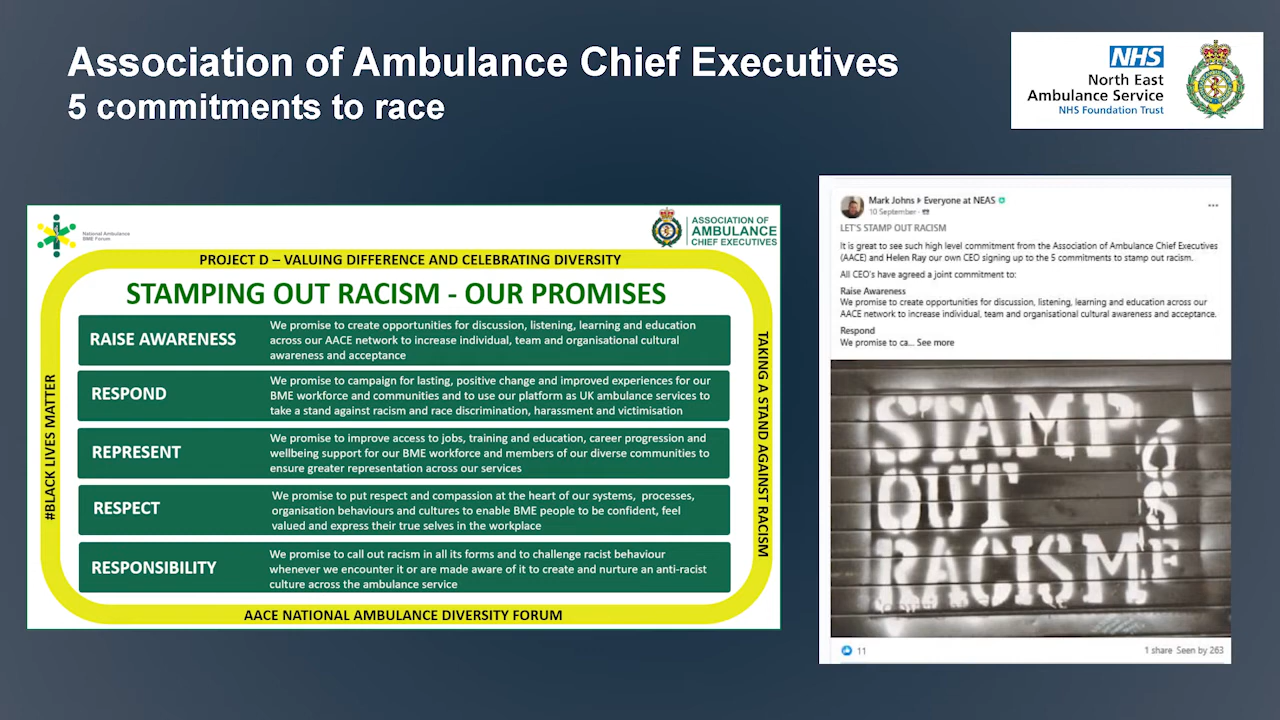 Association of Ambulance Chief Executives
5 commitments to race
NHS
North East
Ambulance Service
NHS Foundation Trust
National Ambulance
BME Forum
ASSOCIATION OF
AMBULANCE
CHIEF EXECUTIVES
PROJECT D – VALUING DIFFERENCE AND CELEBRATING DIVERSITY
#BLACK LIVES MATTER
TAKING A STAND AGAINST RACISM
STAMPING OUT RACISM - OUR PROMISES
RAISE AWARENESS
We promise to create opportunities for discussion, listening, learning and education
across our AACE network to increase individual, team and organisational cultural
awareness and acceptance
RESPOND
We promise to campaign for lasting, positive change and improved experiences for our
BME workforce and communities and to use our platform as UK ambulance services to
take a stand against racism and race discrimination, harassment and victimisation
REPRESENT
We promise to improve access to jobs, training and education, career progression and
wellbeing support for our BME workforce and members of our diverse communities to
ensure greater representation across our services
RESPECT
We promise to put respect and compassion at the heart of our systems, processes,
organisation behaviours and cultures to enable BME people to be confident, feel
valued and express their true selves in the workplace
RESPONSIBILITY
We promise to call out racism in all its forms and to challenge racist behaviour
whenever we encounter it or are made aware of it to create and nurture an anti-racist
culture across the ambulance service
AACE NATIONAL AMBULANCE DIVERSITY FORUM
Mark Johns Everyone at NEAS
10 September
LET'S STAMP OUT RACISM
It is great to see such high level commitment from the Association of Ambulance Chief Executives
(AACE) and Helen Ray our own CEO signing up to the 5 commitments to stamp out racism.
All CEO's have agreed a joint commitment to:
Raise Awareness
We promise to create opportunities for discussion, listening, learning and education across our
AACE network to increase individual, team and organisational cultural awareness and acceptance.
Respond
We promise to ca... See more
STAMP
OUT
RACISM
11
1 share Seen by 263